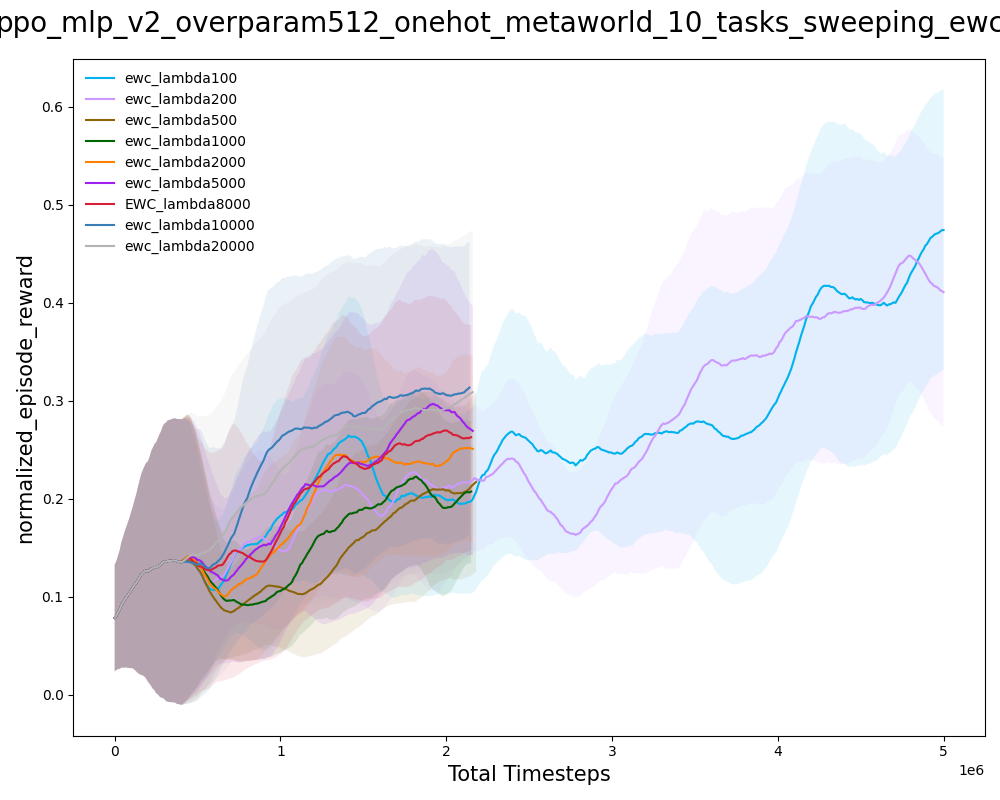 ppo_mlp_v2_overparam512_onehot_metaworld_10_tasks_sweeping_ewc
ewc_lambda100
ewc_lambda200
ewc_lambda500
ewc_lambda1000
ewc_lambda2000
ewc_lambda5000
EWC_lambda8000
ewc_lambda10000
ewc_lambda20000
normalized_episode_reward
0.6
0.5
0.4
0.3
0.2
0.1
0.0
0 1 2 3 4 5
1e6
Total Timesteps